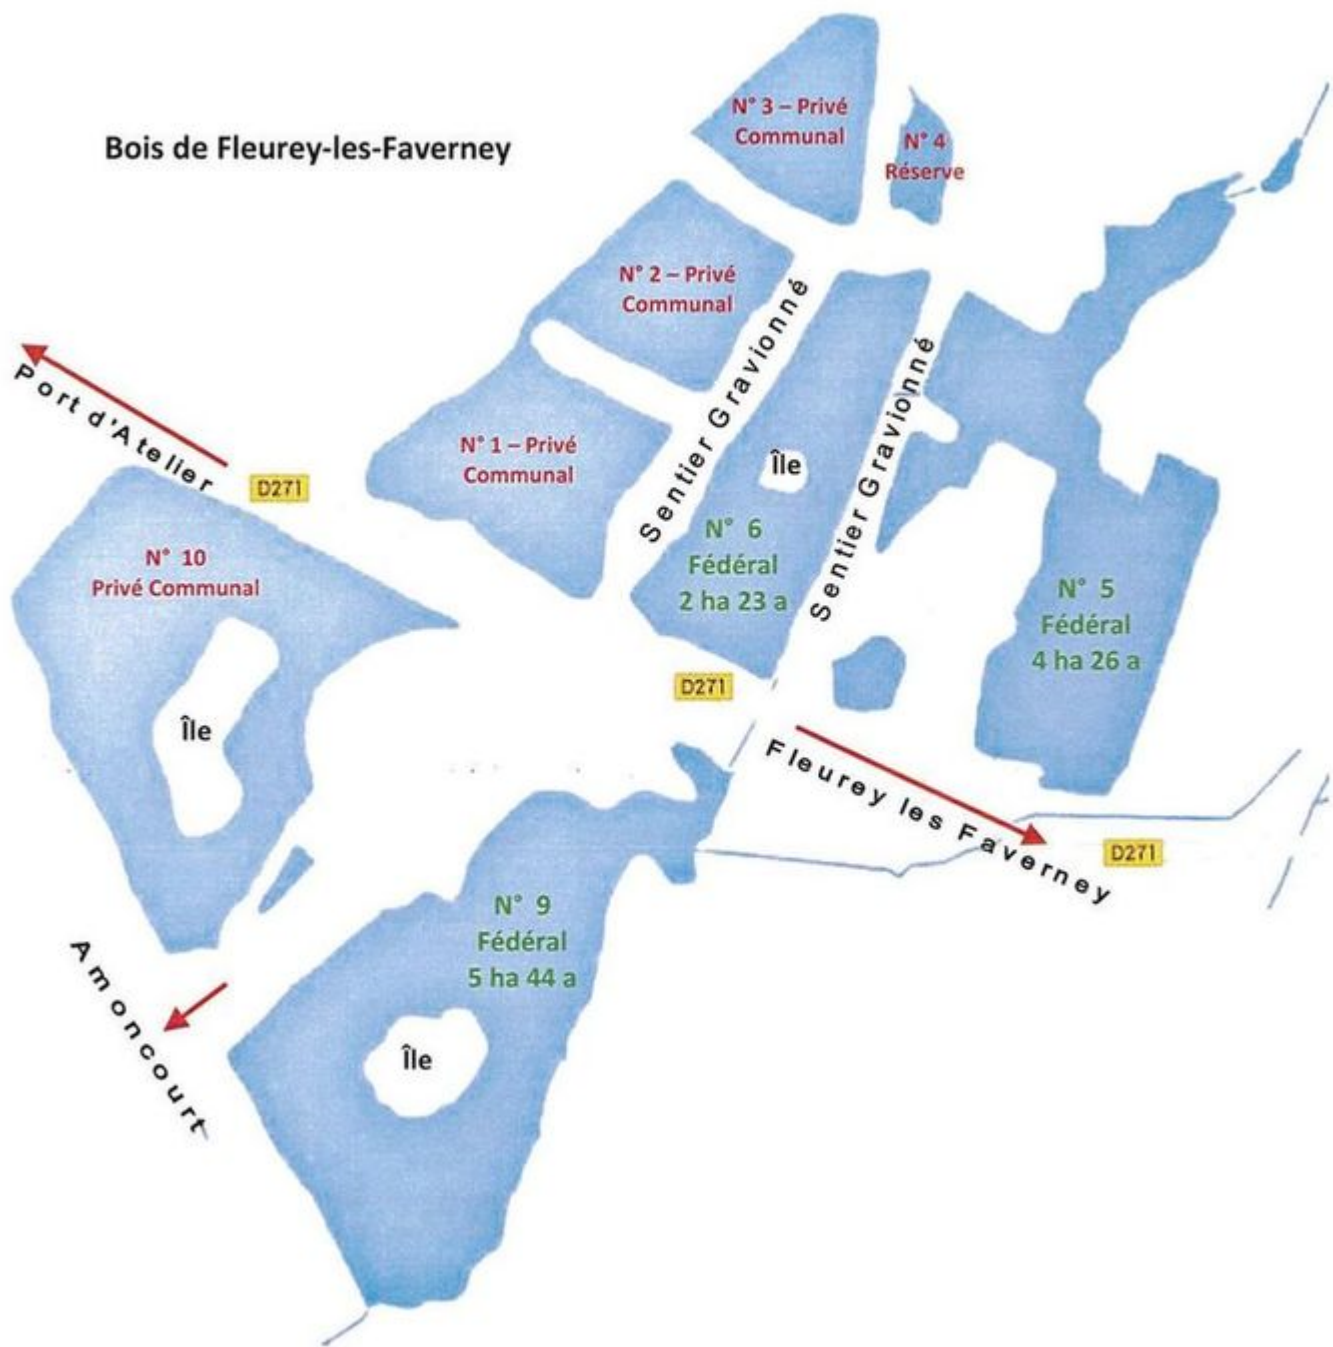 N° 3 – Privé
Communal
N° 4
Réserve
Bois de Fleurey-les-Faverney
N° 2 – Privé
Communal
Sentier Gravionné
Sentier Gravionné
Port d'Atelier
D271
N° 1 – Privé
Communal
Île
N° 6
Fédéral
2 ha 23 a
N° 10
Privé Communal
N° 5
Fédéral
4 ha 26 a
D271
Île
Fleurey les Faverney
D271
N° 9
Fédéral
5 ha 44 a
Amoncourt
Île